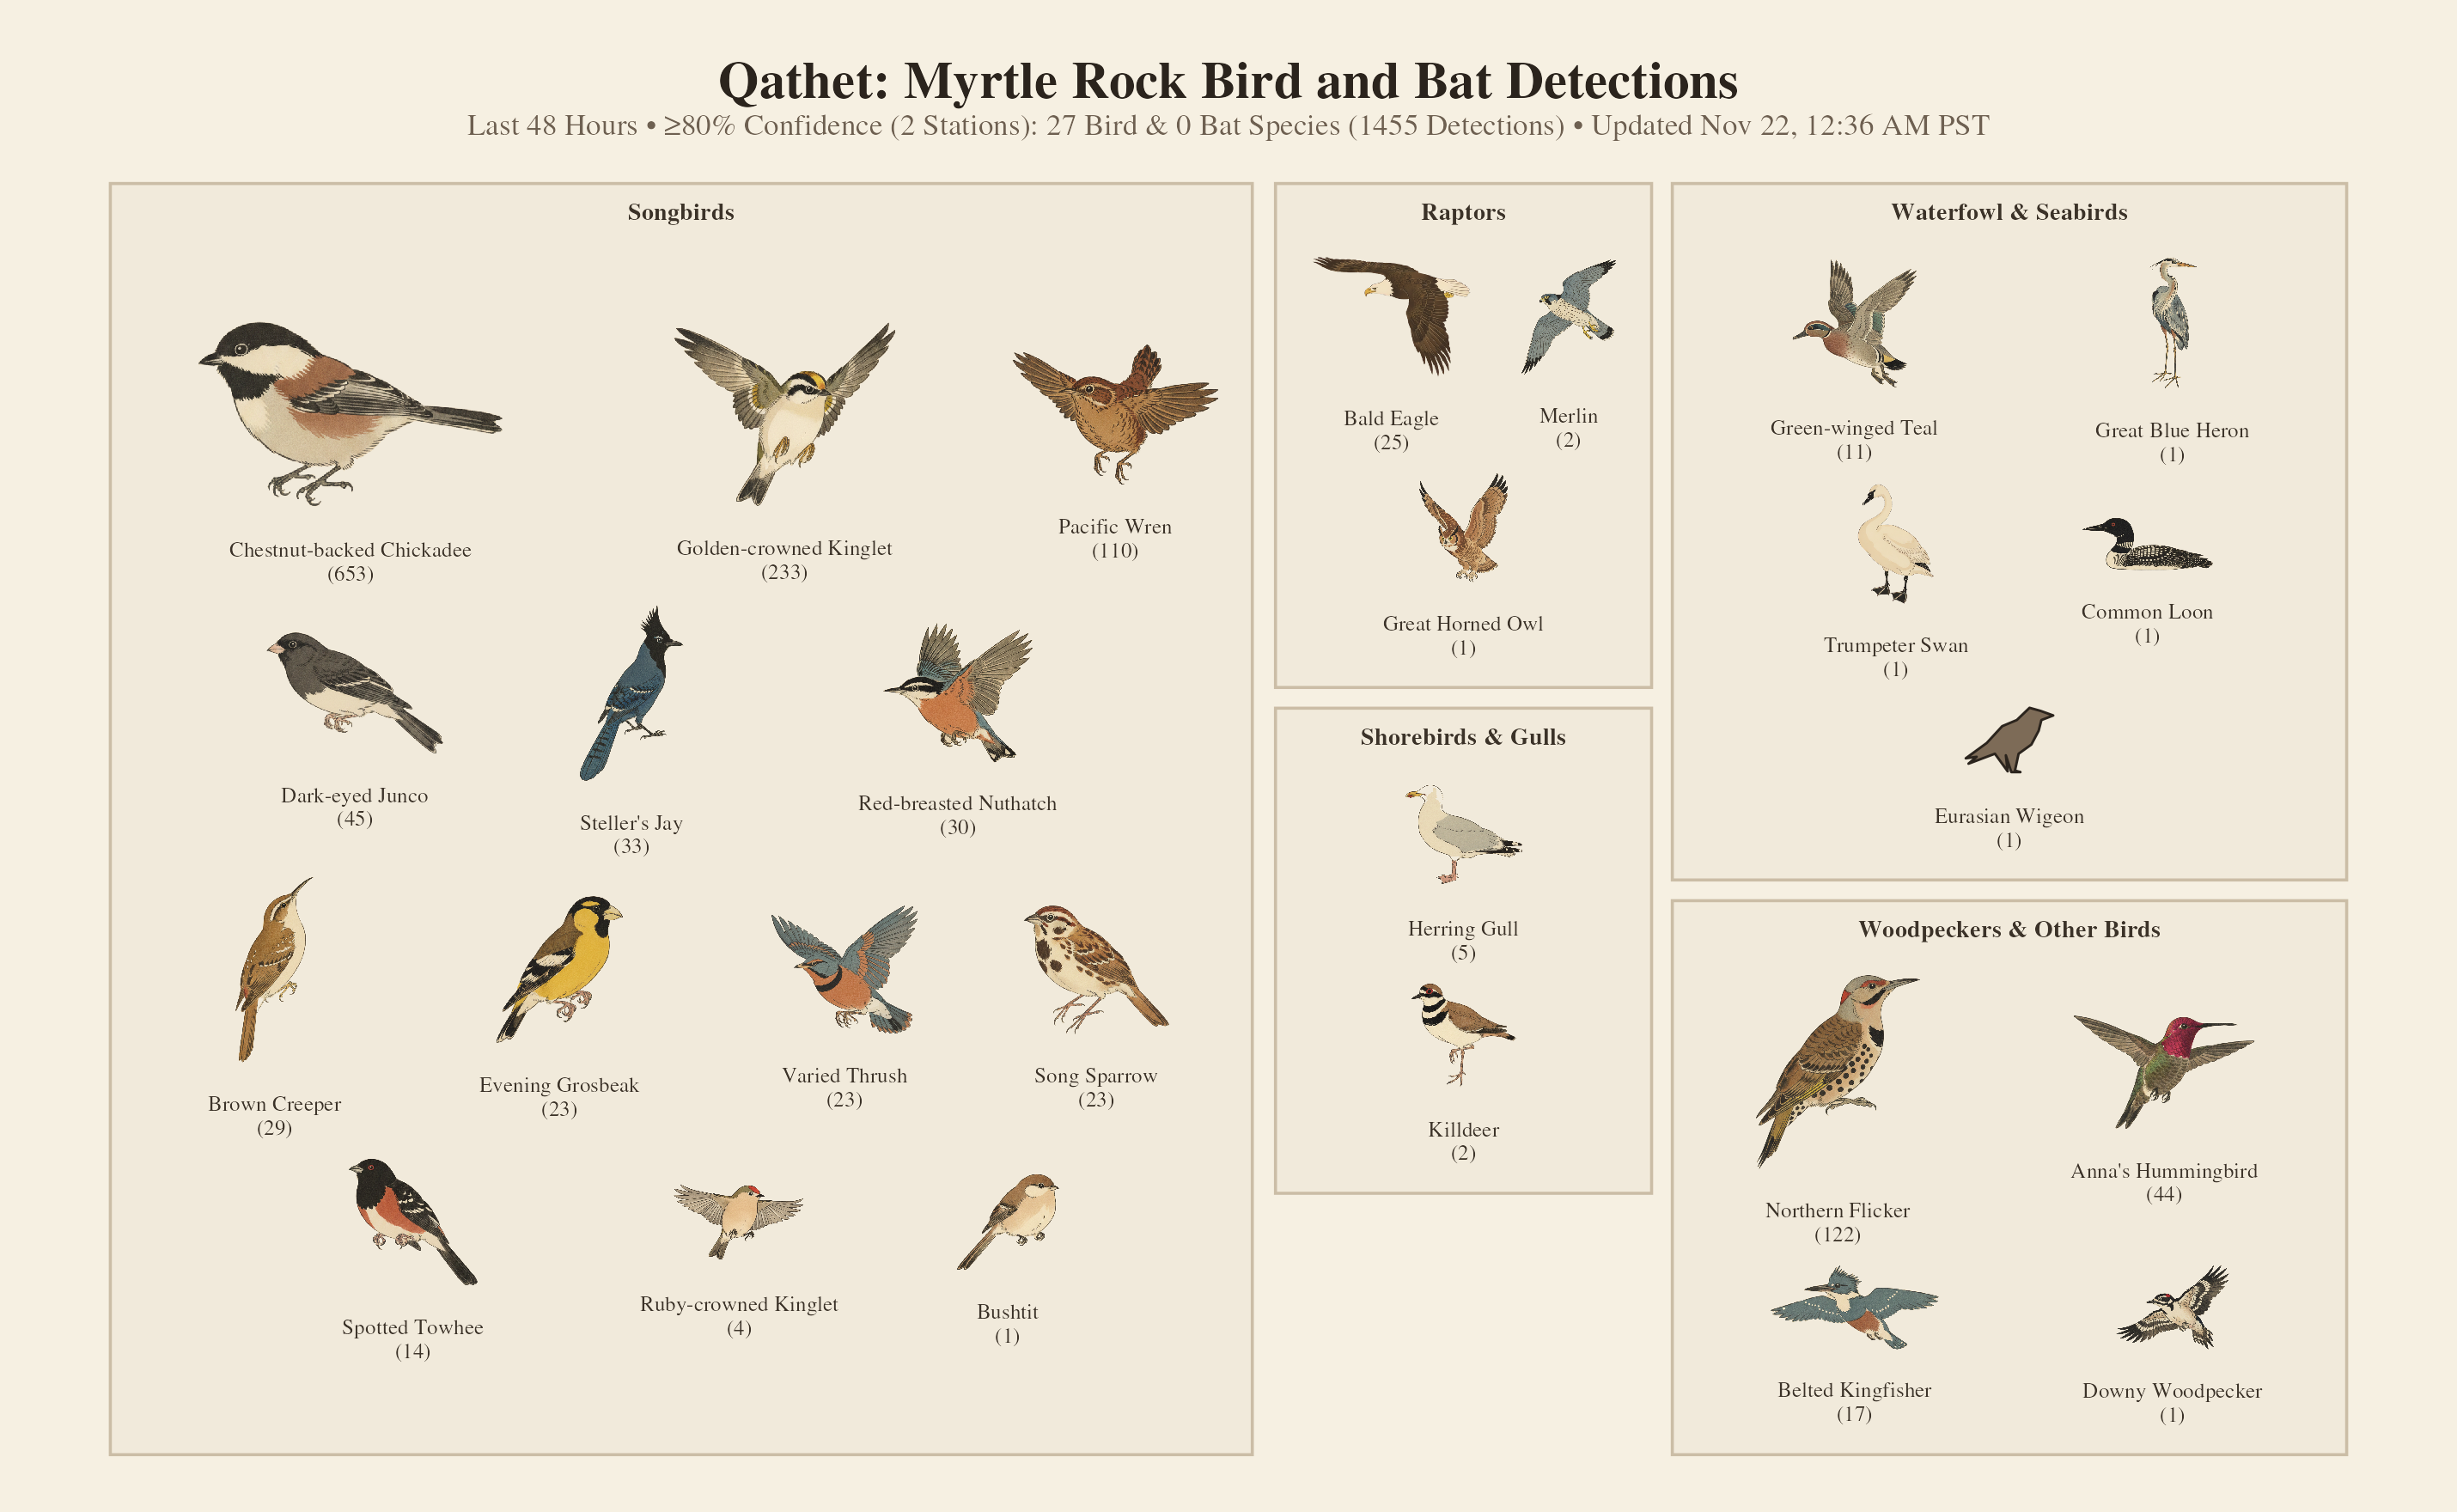 Qathet: Myrtle Rock Bird and Bat Detections
Last 48 Hours • ≥80% Confidence (2 Stations): 27 Bird & 0 Bat Species (1455 Detections) • Updated Nov 22, 12:36 AM PST
Songbirds
Chestnut-backed Chickadee
(653)
Golden-crowned Kinglet
(233)
Pacific Wren
(110)
Dark-eyed Junco
(45)
Steller's Jay
(33)
Red-breasted Nuthatch
(30)
Brown Creeper
(29)
Evening Grosbeak
(23)
Varied Thrush
(23)
Song Sparrow
(23)
Spotted Towhee
(14)
Ruby-crowned Kinglet
(4)
Bushtit
(1)
Raptors
Bald Eagle
(25)
Merlin
(2)
Great Horned Owl
(1)
Shorebirds & Gulls
Herring Gull
(5)
Killdeer
(2)
Waterfowl & Seabirds
Green-winged Teal
(11)
Great Blue Heron
(1)
Trumpeter Swan
(1)
Common Loon
(1)
Eurasian Wigeon
(1)
Woodpeckers & Other Birds
Northern Flicker
(122)
Anna's Hummingbird
(44)
Belted Kingfisher
(17)
Downy Woodpecker
(1)